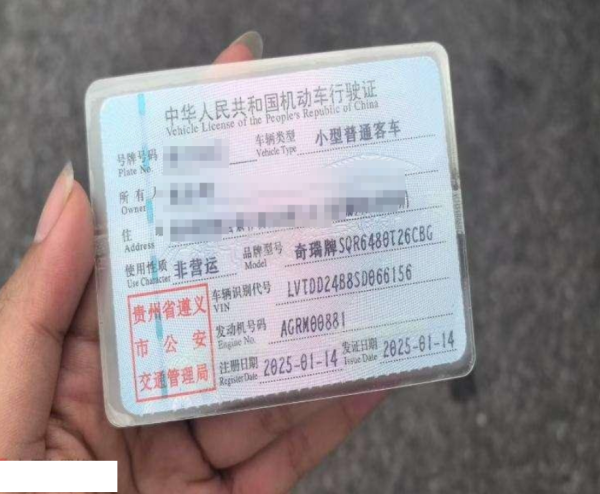 中华人民共和国机动车行驶证
Vehicle License of the People's Republic of China
号牌号码 车辆类型 小型普通客车
Plate No. Vehicle Type
所有人
Owner
住
Address
使用性质 非营运 品牌型号 奇瑞牌SQR6480T26CBG
Use Character Model
车辆识别代号 LVTDD24B8SD066156
VIN
发动机号码 AGRM00881
Engine No.
贵州省遵义
市公安
交通管理局
注册日期 2025-01-14 发证日期 2025-01-14
Register Date Issue Date